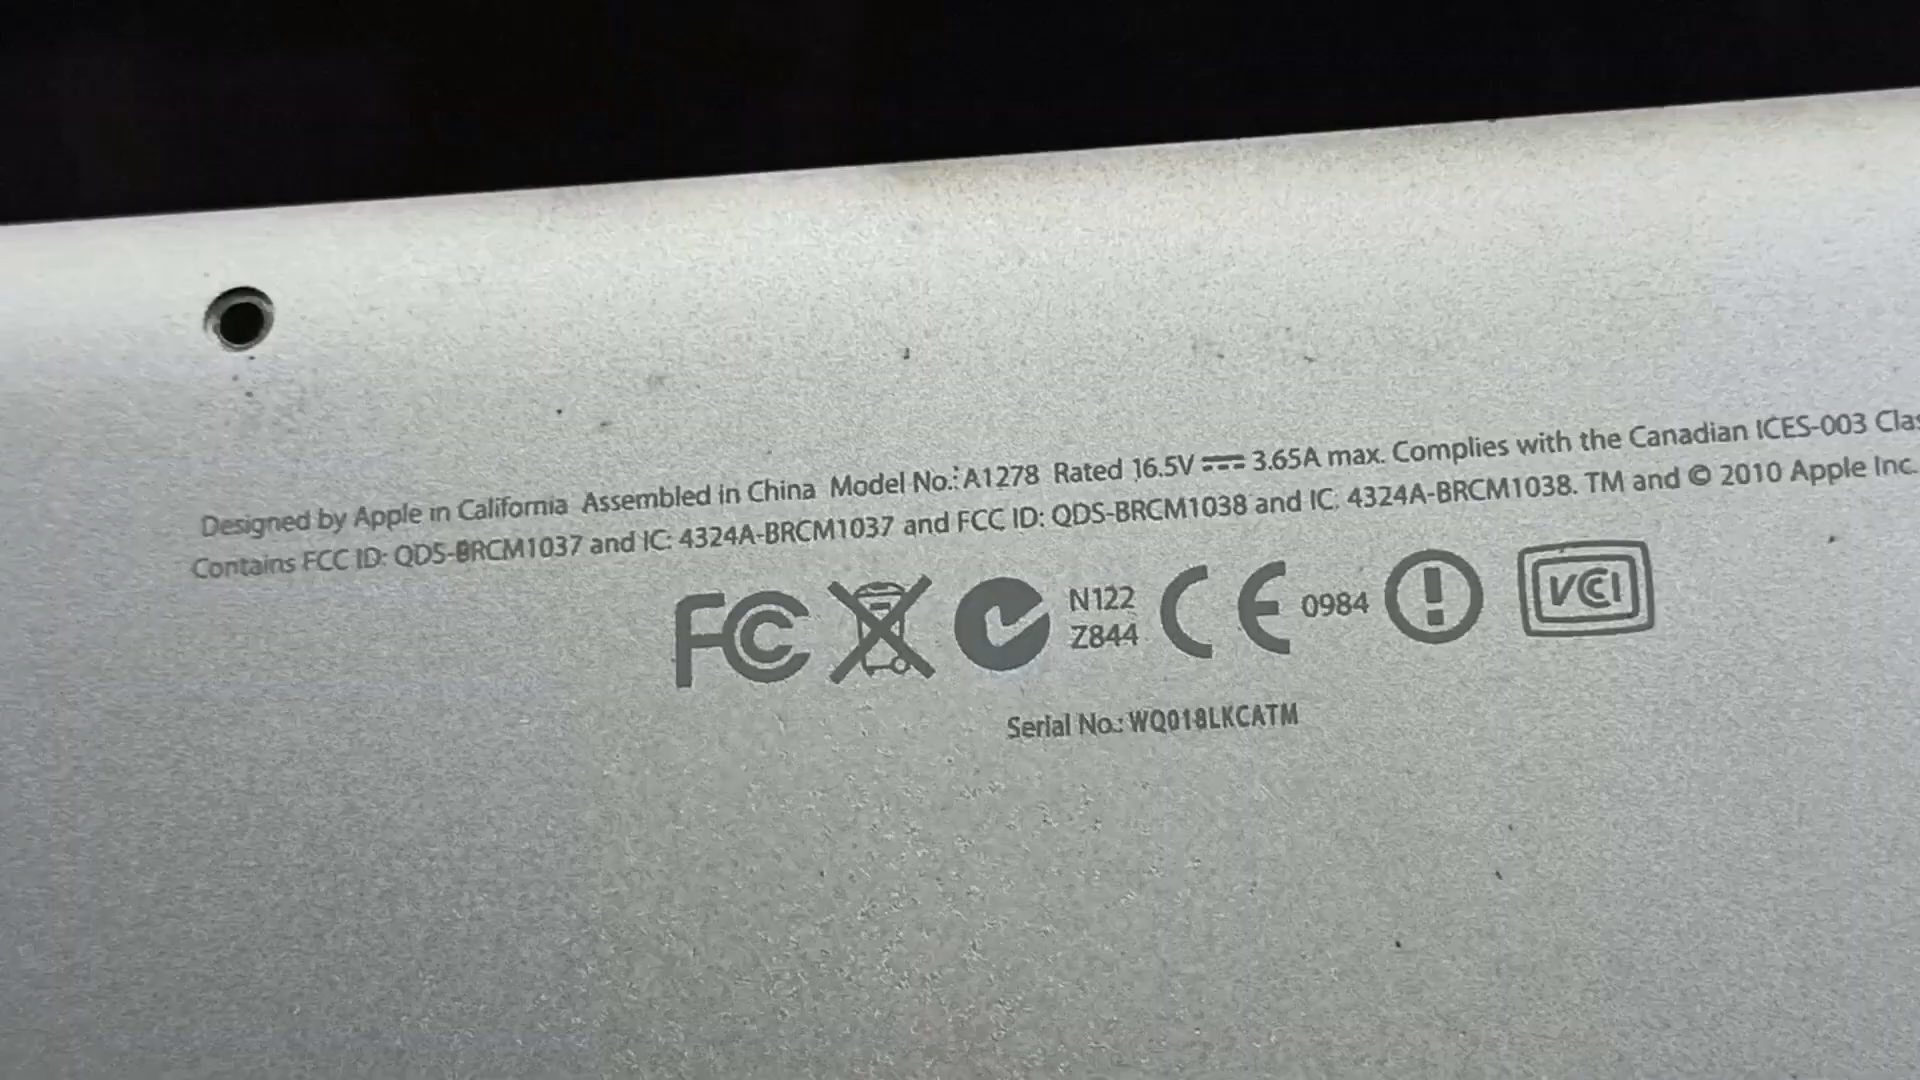 Designed by Apple in California Assembled in China Model No.: A1278 Rated 16.5V 3.65A max. Complies with the Canadian ICES-003 Clas
Contains FCC ID: QDS-BRCM1037 and IC: 4324A-BRCM1037 and FCC ID: QDS-BRCM1038 and IC: 4324A-BRCM1038. TM and © 2010 Apple Inc.
FC N122 CE 0984 ! VCI
Z844
Serial No.: WQ018LKCATM